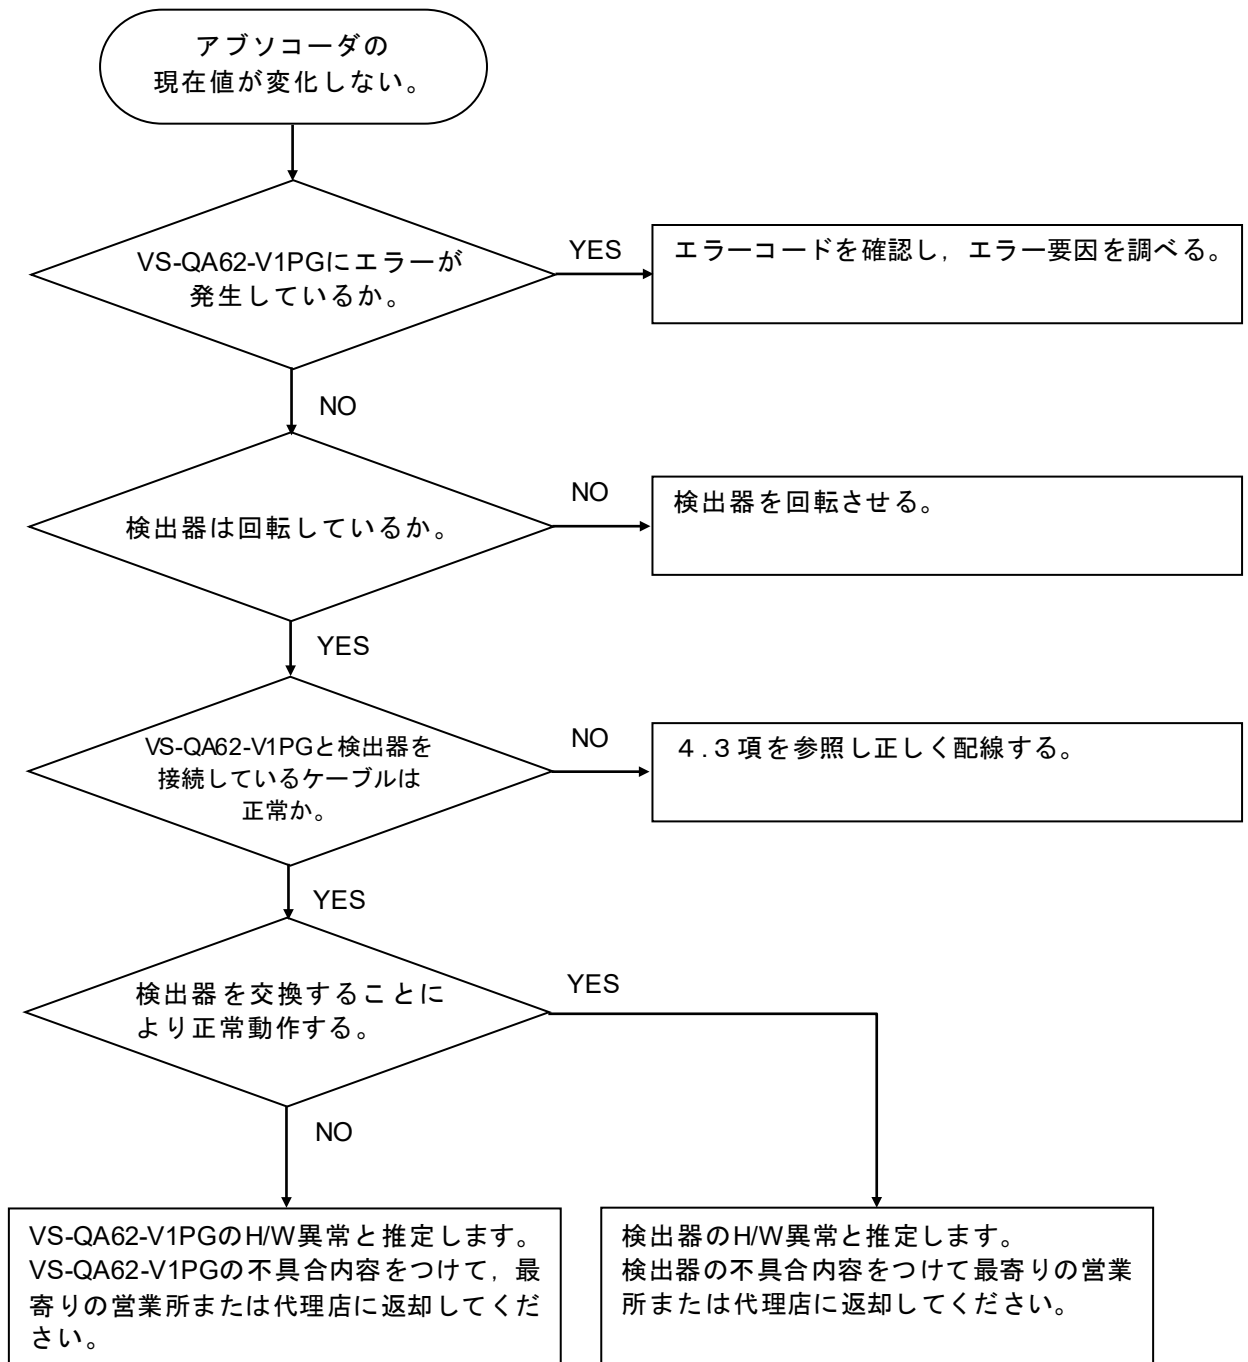 アブソコーダの
現在値が変化しない。
VS-QA62-V1PGにエラーが
発生しているか。
YES
エラーコードを確認し，エラー要因を調べる。
NO
検出器は回転しているか。
NO
検出器を回転させる。
YES
VS-QA62-V1PGと検出器を
接続しているケーブルは
正常か。
NO
４.３項を参照し正しく配線する。
YES
検出器を交換することに
より正常動作する。
YES
NO
VS-QA62-V1PGのH/W異常と推定します。
VS-QA62-V1PGの不具合内容をつけて，最
寄りの営業所または代理店に返却してくだ
さい。
検出器のH/W異常と推定します。
検出器の不具合内容をつけて最寄りの営業
所または代理店に返却してください。